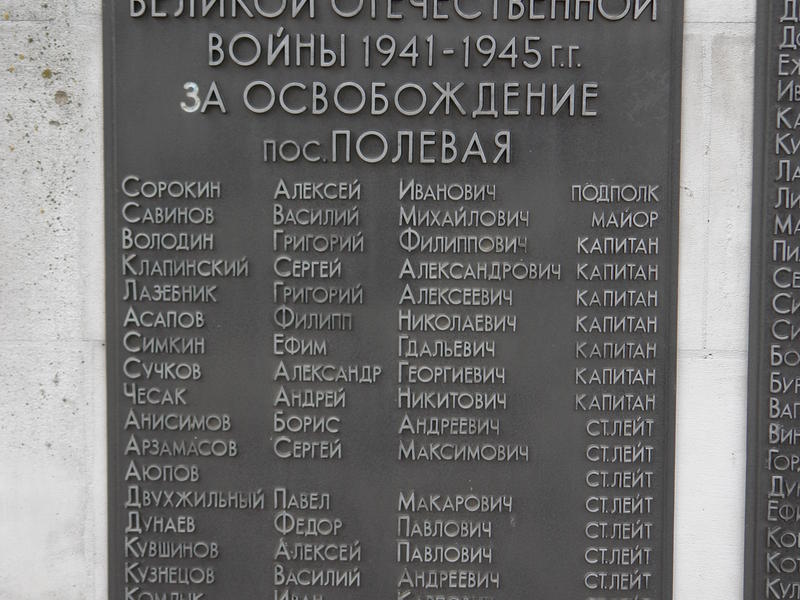 ВЕЛИКОЙ ОТЕЧЕСТВЕННОЙ
ВОЙНЫ 1941-1945 г.г.
ЗА ОСВОБОЖДЕНИЕ
ПОС. ПОЛЕВАЯ
СОРОКИН АЛЕКСЕЙ ИВАНОВИЧ ПОДПОЛК
САВИНОВ ВАСИЛИЙ МИХАЙЛОВИЧ МАЙОР
ВОЛОДИН ГРИГОРИЙ ФИЛИППОВИЧ КАПИТАН
КЛАПИНСКИЙ СЕРГЕЙ АЛЕКСАНДРОВИЧ КАПИТАН
ЛАЗЕБНИК ГРИГОРИЙ АЛЕКСЕЕВИЧ КАПИТАН
АСАПОВ ФИЛИПП НИКОЛАЕВИЧ КАПИТАН
СИМКИН ЕФИМ ГДАЛЬЕВИЧ КАПИТАН
СУЧКОВ АЛЕКСАНДР ГЕОРГИЕВИЧ КАПИТАН
ЧЕСАК АНДРЕЙ НИКИТОВИЧ КАПИТАН
АНИСИМОВ БОРИС АНДРЕЕВИЧ СТ.ЛЕЙТ
АРЗАМАСОВ СЕРГЕЙ МАКСИМОВИЧ СТ.ЛЕЙТ
АЮПОВ СТ.ЛЕЙТ
ДВУХЖИЛЬНЫЙ ПАВЕЛ МАКАРОВИЧ СТ.ЛЕЙТ
ДУНАЕВ ФЕДОР ПАВЛОВИЧ СТ.ЛЕЙТ
КУВШИНОВ АЛЕКСЕЙ ПАВЛОВИЧ СТ.ЛЕЙТ
КУЗНЕЦОВ ВАСИЛИЙ АНДРЕЕВИЧ СТ.ЛЕЙТ
ИВАН